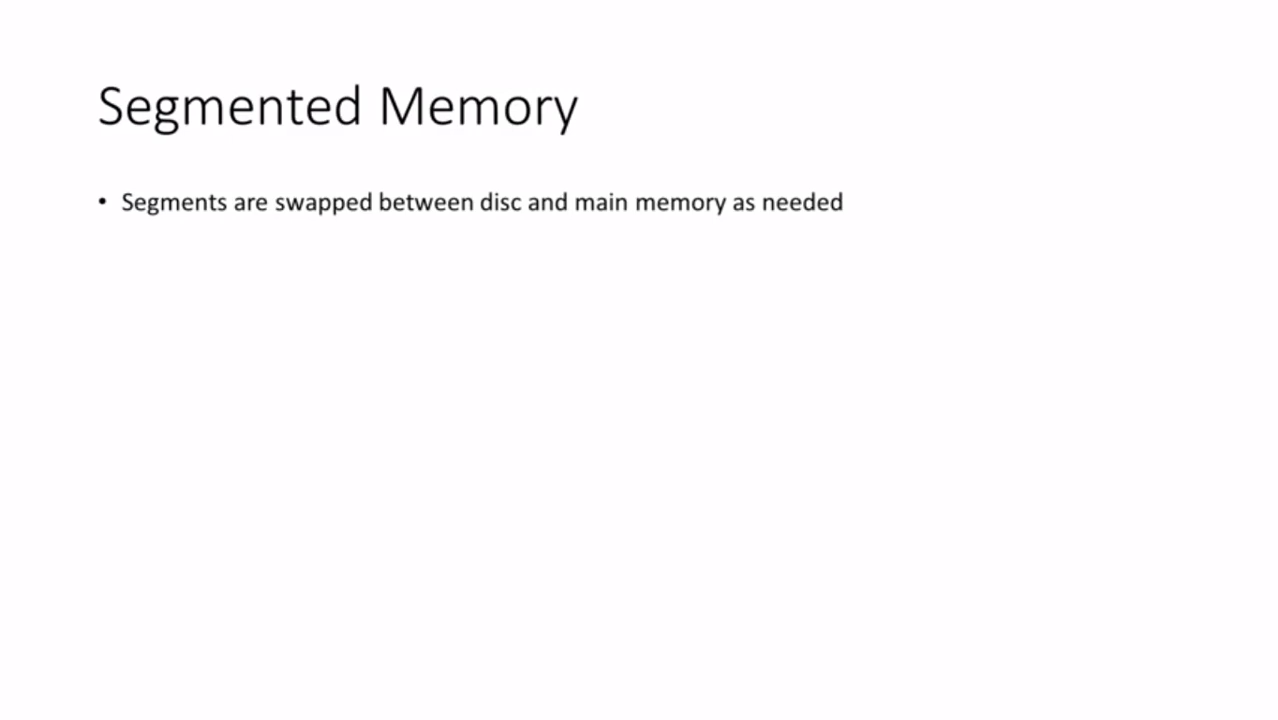 Segmented Memory
• Segments are swapped between disc and main memory as needed